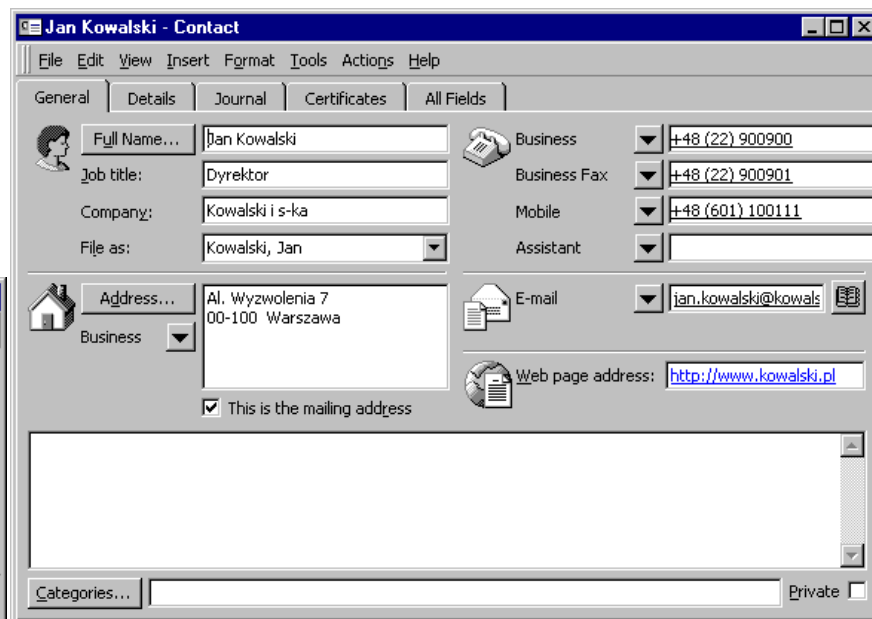 Jan Kowalski - Contact
File Edit View Insert Format Tools Actions Help
General Details Journal Certificates All Fields
Full Name... Jan Kowalski
Job title: Dyrektor
Company: Kowalski i s-ka
File as: Kowalski, Jan
Business +48 (22) 900900
Business Fax +48 (22) 900901
Mobile +48 (601) 100111
Assistant
Address... Al. Wyzwolenia 7
00-100 Warszawa
Business
This is the mailing address
E-mail jan.kowalski@kowals
Web page address: http://www.kowalski.pl
Categories... Private